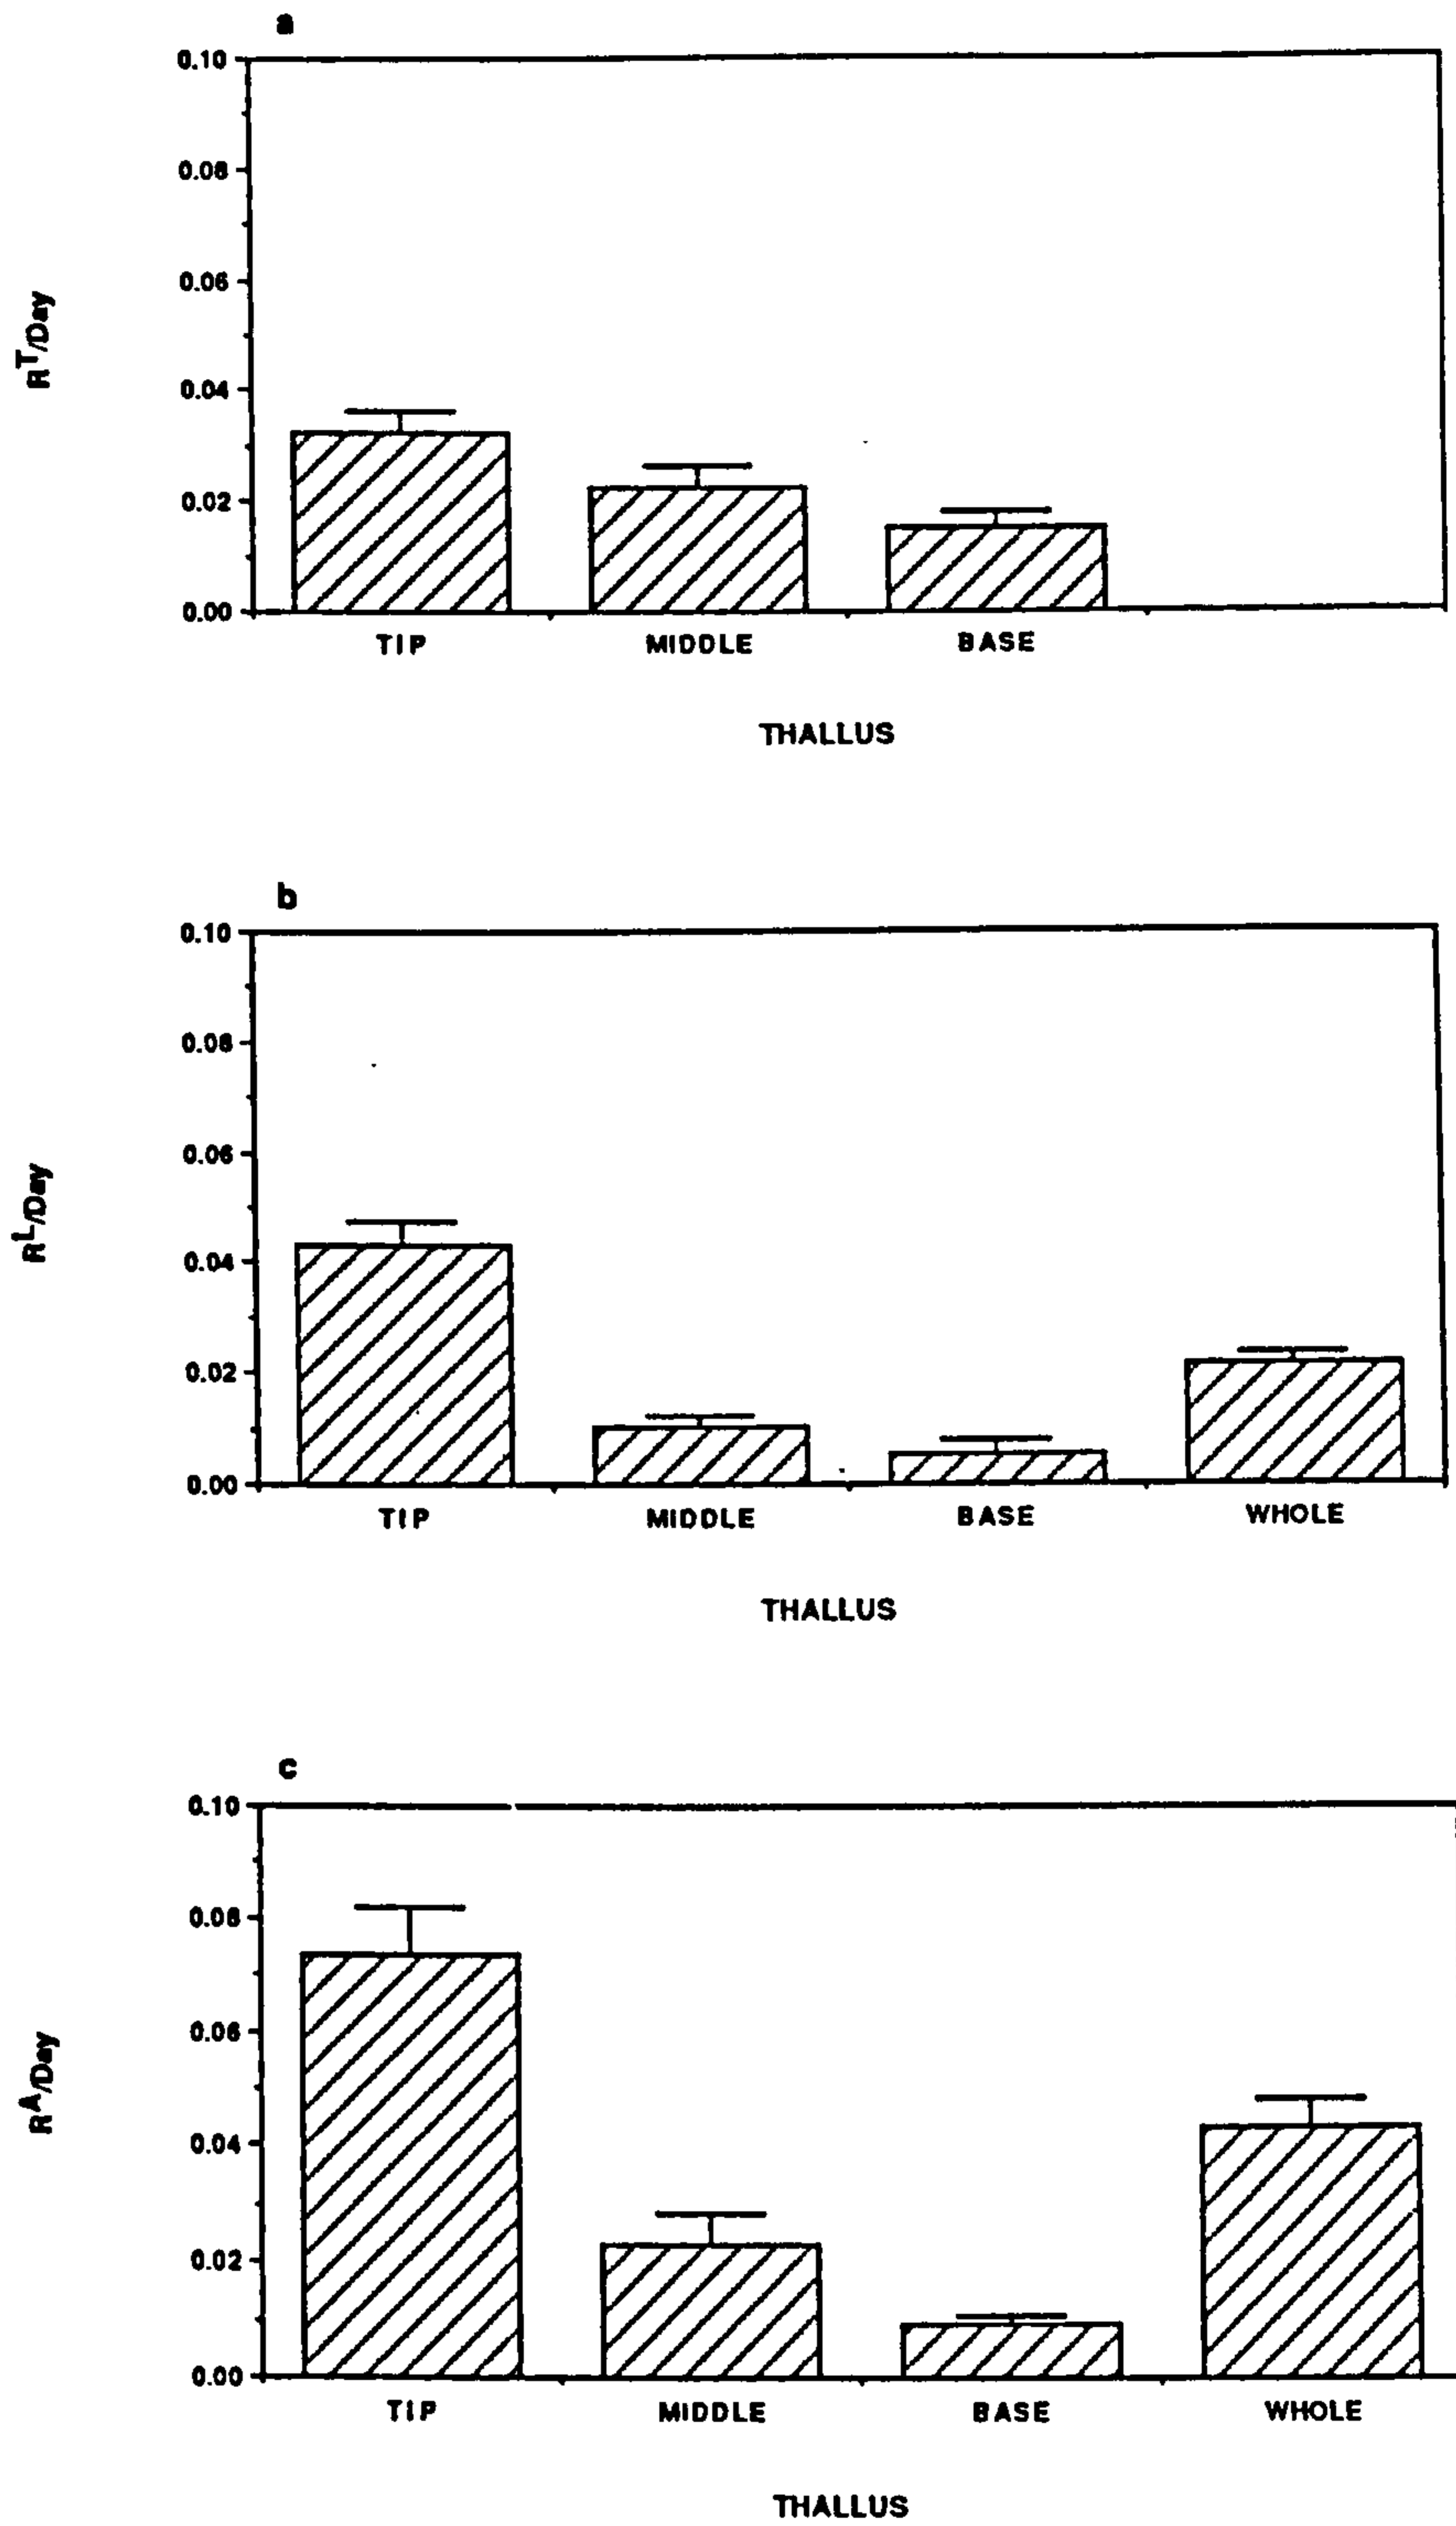 a
0.10
0.08
0.06
0.04
0.02
0.00
R^T/Day
TIP MIDDLE BASE
THALLUS
b
0.10
0.08
0.06
0.04
0.02
0.00
R^L/Day
TIP MIDDLE BASE WHOLE
THALLUS
c
0.10
0.08
0.06
0.04
0.02
0.00
R^A/Day
TIP MIDDLE BASE WHOLE
THALLUS